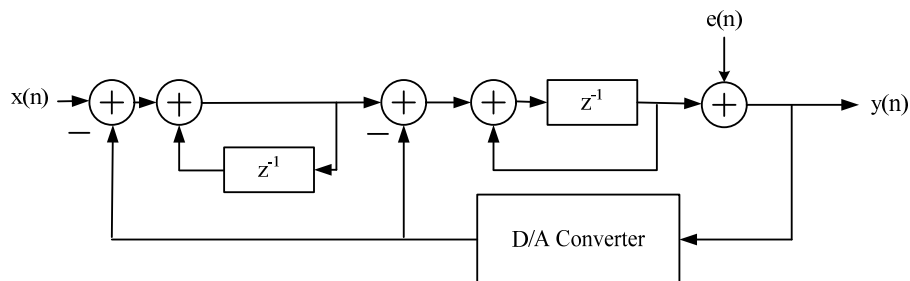 e(n)
x(n)
+
+
+
+
z⁻¹
+
y(n)
−
−
z⁻¹
D/A Converter